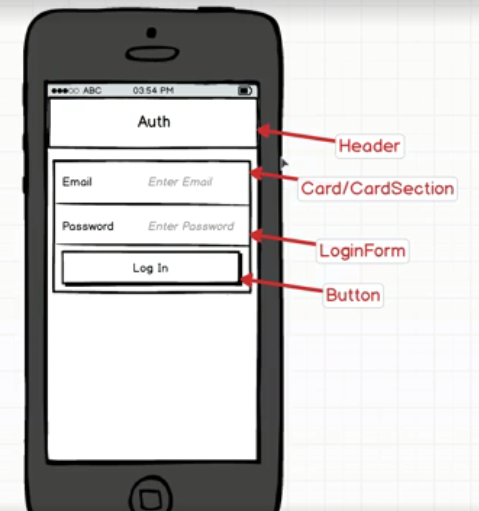 ABC 03:54 PM
Auth
Header
Card/CardSection
Email Enter Email
Password Enter Password
LoginForm
Log In
Button